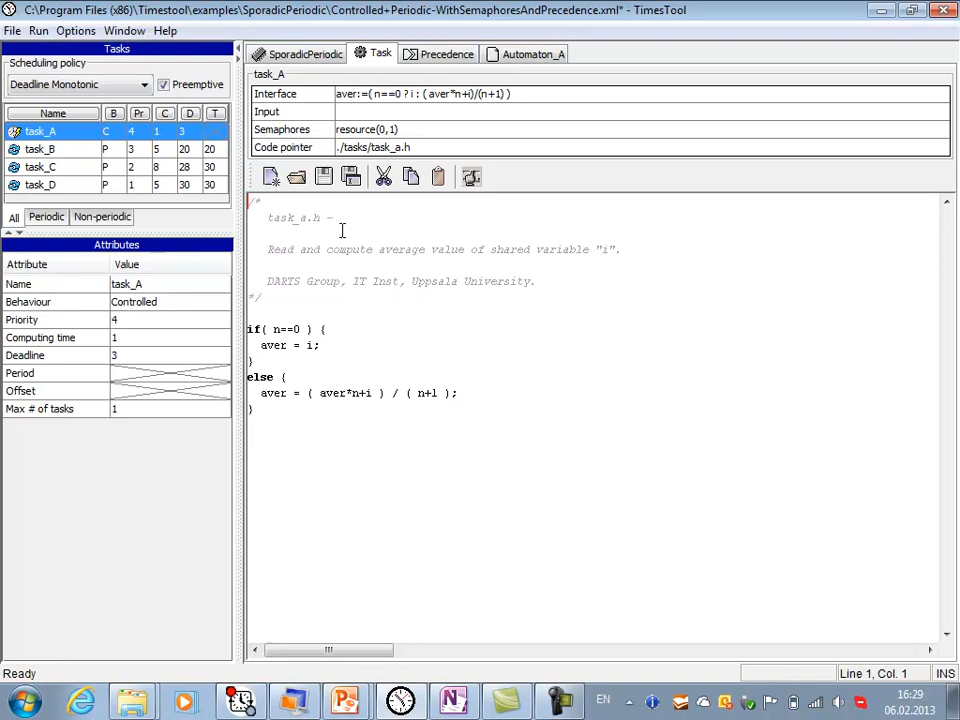 C:\Program Files (x86)\Timestool\examples\SporadicPeriodic\Controlled+Periodic-WithSemaphoresAndPrecedence.xml* - TimesTool
File Run Options Window Help
Tasks
Scheduling policy
Deadline Monotonic Preemptive
Name B Pr C D T
task_A C 4 1 3
task_B P 3 5 20 20
task_C P 2 8 28 30
task_D P 1 5 30 30
All Periodic Non-periodic
Attributes
Attribute Value
Name task_A
Behaviour Controlled
Priority 4
Computing time 1
Deadline 3
Period
Offset
Max # of tasks 1
SporadicPeriodic Task Precedence Automaton_A
task_A
Interface aver:=( n==0 ? i : ( aver*n+i)/(n+1) )
Input
Semaphores resource(0,1)
Code pointer ./tasks/task_a.h
/*
task_a.h -
Read and compute average value of shared variable "i".
DARTS Group, IT Inst, Uppsala University.
*/
if( n==0 ) {
aver = i;
}
else {
aver = ( aver*n+i ) / ( n+1 );
}
Ready Line 1, Col. 1 INS
EN 16:29
06.02.2013